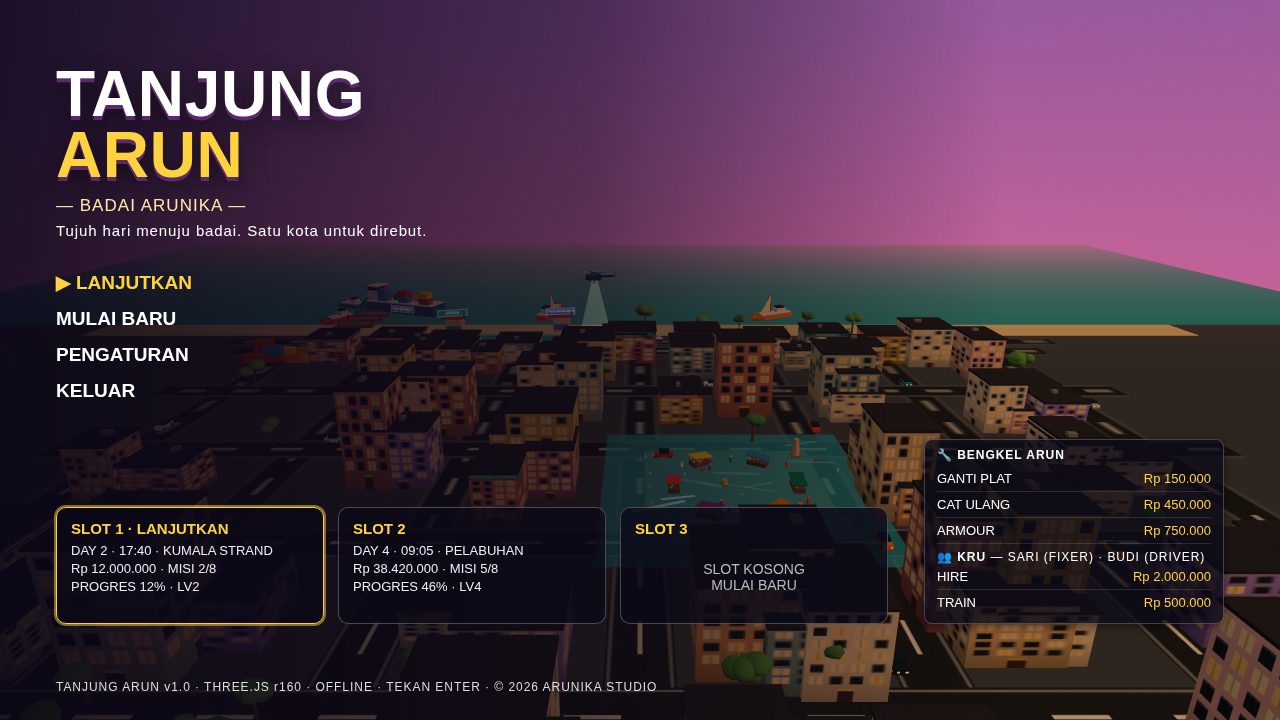 TANJUNG
ARUN
— BADAI ARUNIKA —
Tujuh hari menuju badai. Satu kota untuk direbut.
▶ LANJUTKAN
MULAI BARU
PENGATURAN
KELUAR
SLOT 1 · LANJUTKAN
DAY 2 · 17:40 · KUMALA STRAND
Rp 12.000.000 · MISI 2/8
PROGRES 12% · LV2
SLOT 2
DAY 4 · 09:05 · PELABUHAN
Rp 38.420.000 · MISI 5/8
PROGRES 46% · LV4
SLOT 3
SLOT KOSONG
MULAI BARU
🔧 BENGKEL ARUN
GANTI PLAT Rp 150.000
CAT ULANG Rp 450.000
ARMOUR Rp 750.000
👥 KRU — SARI (FIXER) · BUDI (DRIVER)
HIRE Rp 2.000.000
TRAIN Rp 500.000
TANJUNG ARUN v1.0 · THREE.JS r160 · OFFLINE · TEKAN ENTER · © 2026 ARUNIKA STUDIO